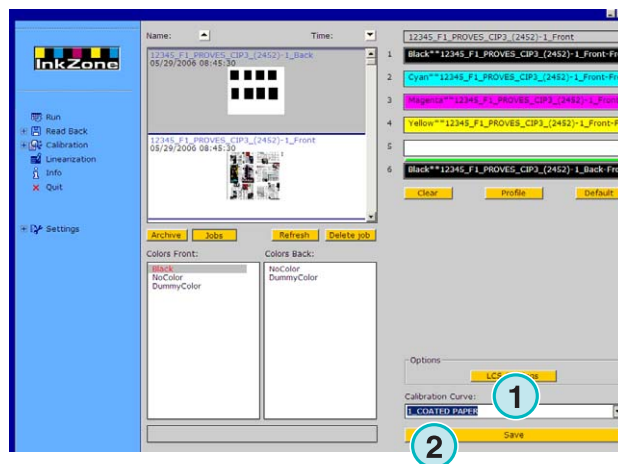 InkZone
Run
Read Back
Calibration
Linearization
Info
Quit
Settings
Name:
Time:
12345_F1_PROVES_CIP3_(2452)-1_Back
05/29/2006 08:45:30
12345_F1_PROVES_CIP3_(2452)-1_Front
05/29/2006 08:45:30
Archive
Jobs
Refresh
Delete job
Colors Front:
Black
NoColor
DummyColor
Colors Back:
NoColor
DummyColor
12345_F1_PROVES_CIP3_(2452)-1_Front
1 Black**12345_F1_PROVES_CIP3_(2452)-1_Front-Fr
2 Cyan**12345_F1_PROVES_CIP3_(2452)-1_Front-Fr
3 Magenta**12345_F1_PROVES_CIP3_(2452)-1_Front
4 Yellow**12345_F1_PROVES_CIP3_(2452)-1_Front-F
5
6 Black**12345_F1_PROVES_CIP3_(2452)-1_Back-Fro
Clear
Profile
Default
Options
LCS
1
Calibration Curve:
1_COATED PAPER
2
Save